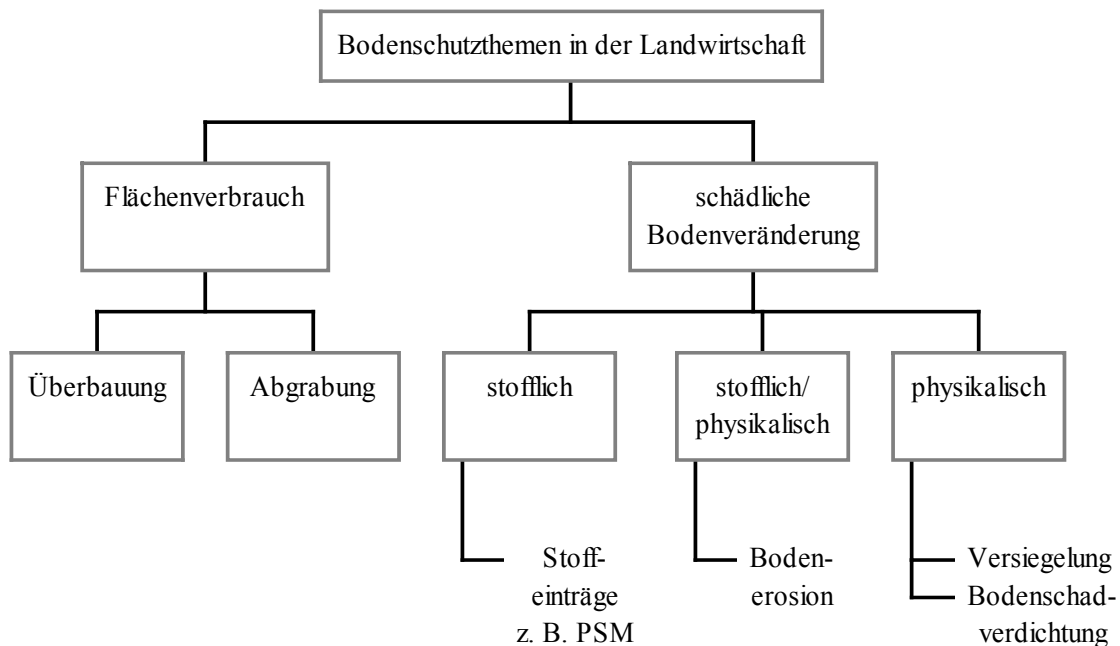 Bodenschutzthemen in der Landwirtschaft
Flächenverbrauch
schädliche
Bodenveränderung
Überbauung
Abgrabung
stofflich
stofflich/
physikalisch
physikalisch
Stoff-
einträge
z. B. PSM
Boden-
erosion
Versiegelung
Bodenschad-
verdichtung